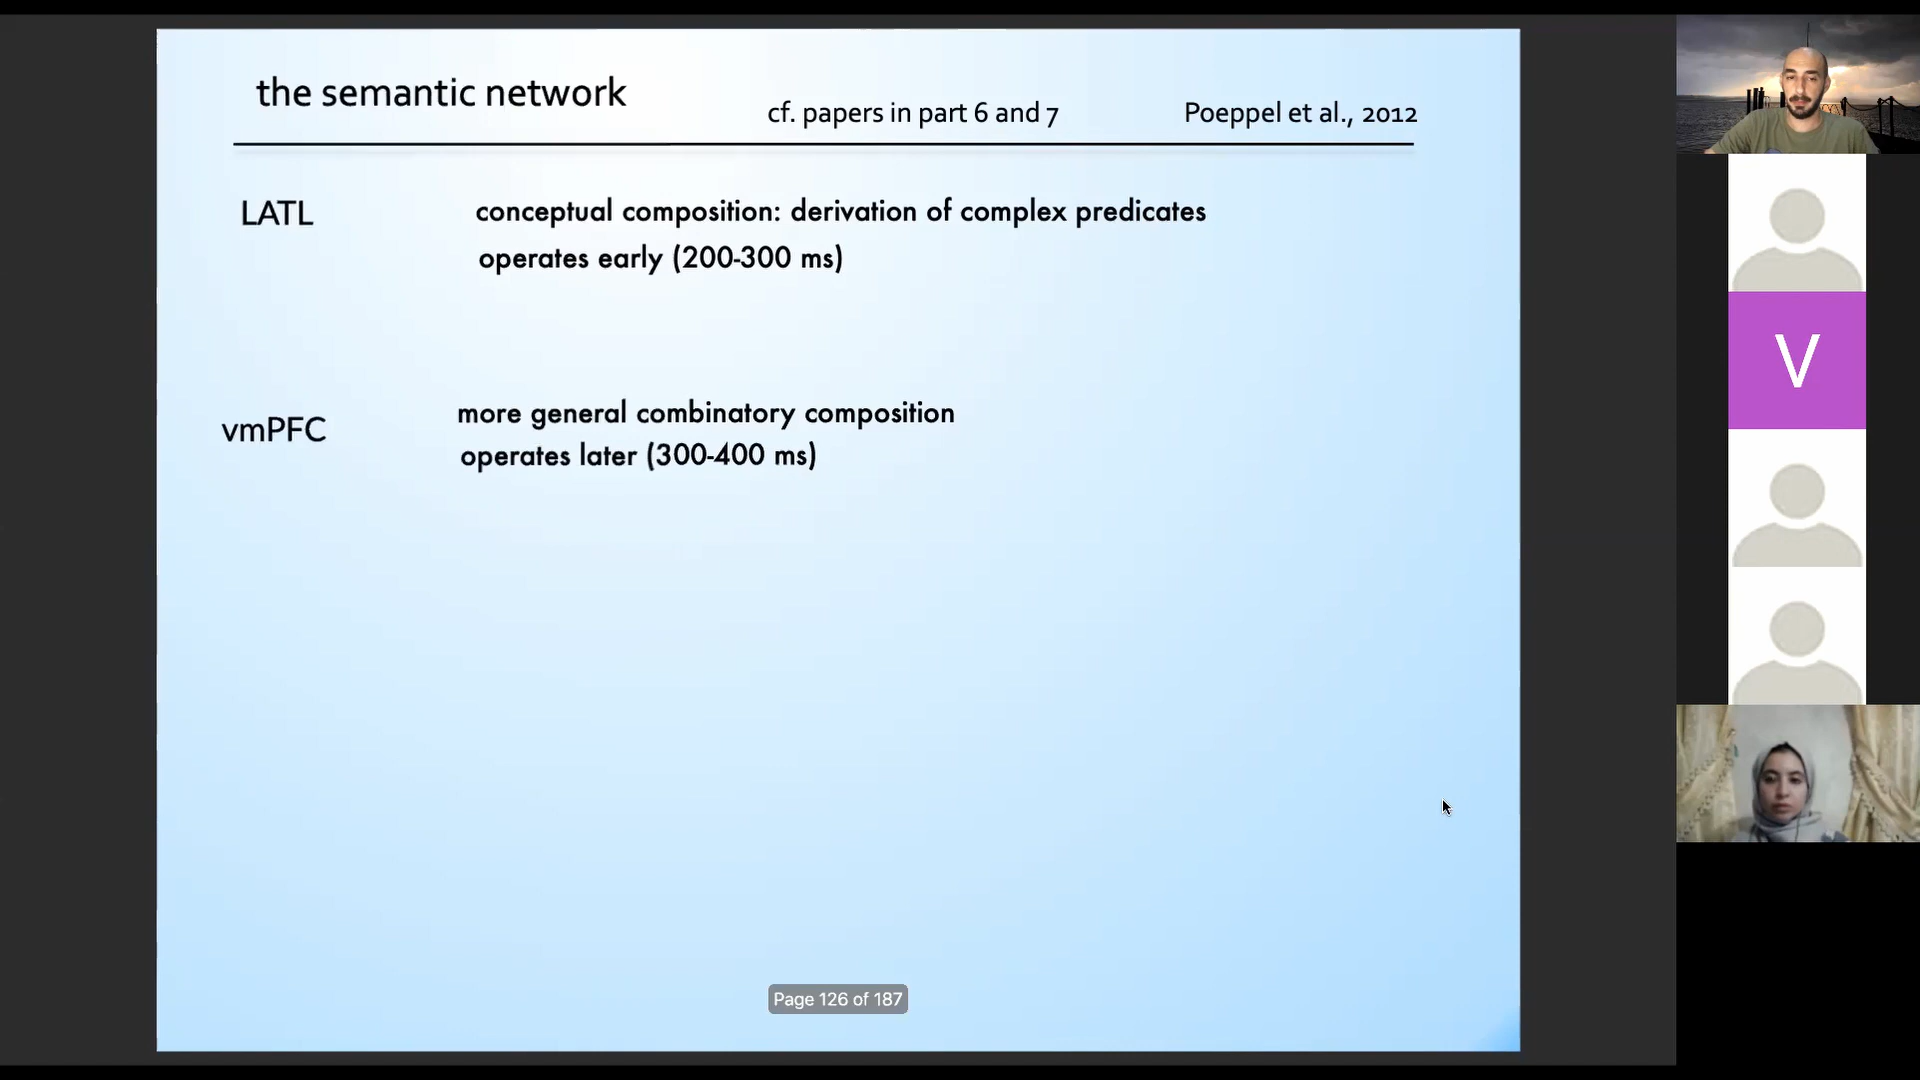 the semantic network
cf. papers in part 6 and 7
Poeppel et al., 2012
LATL
conceptual composition: derivation of complex predicates
operates early (200-300 ms)
vmPFC
more general combinatory composition
operates later (300-400 ms)
Page 126 of 187
V